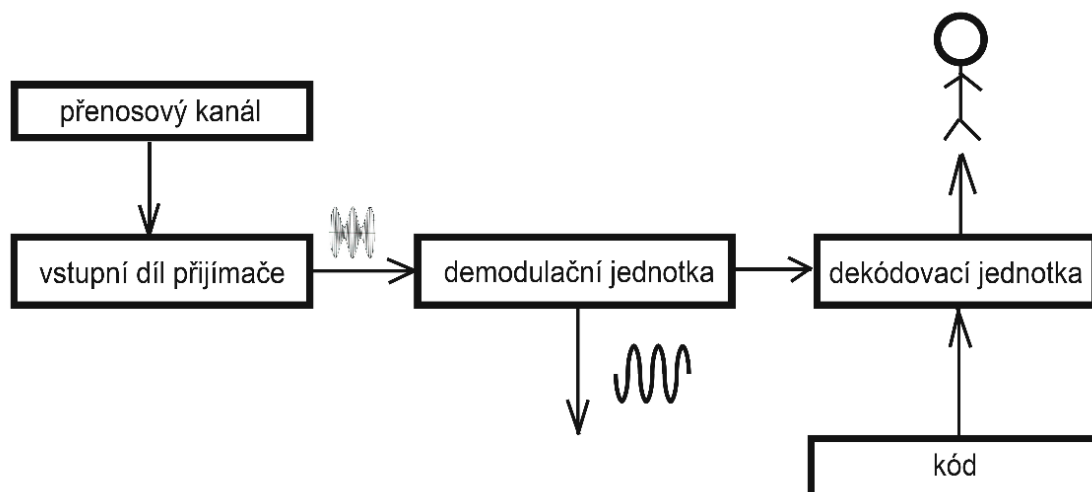 přenosový kanál
vstupní díl přijímače
demodulační jednotka
dekódovací jednotka
kód